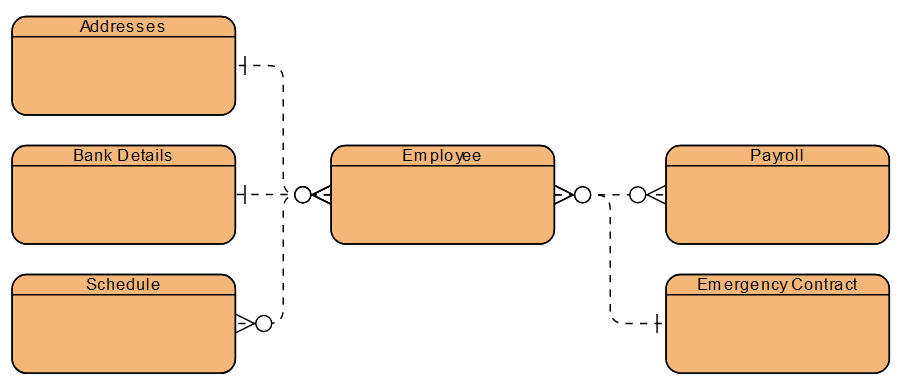 Addresses
Bank Details
Employee
Payroll
Schedule
Emergency Contract